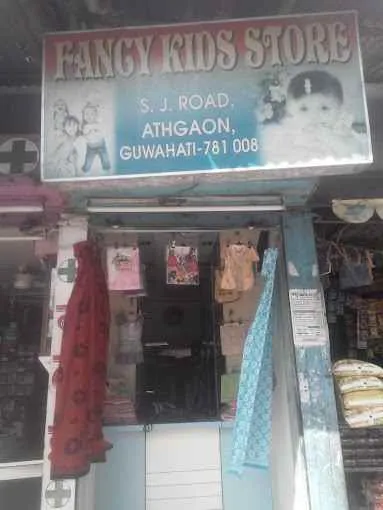 FANCY KIDS STORE
S. J. ROAD,
ATHGAON,
GUWAHATI-781 008